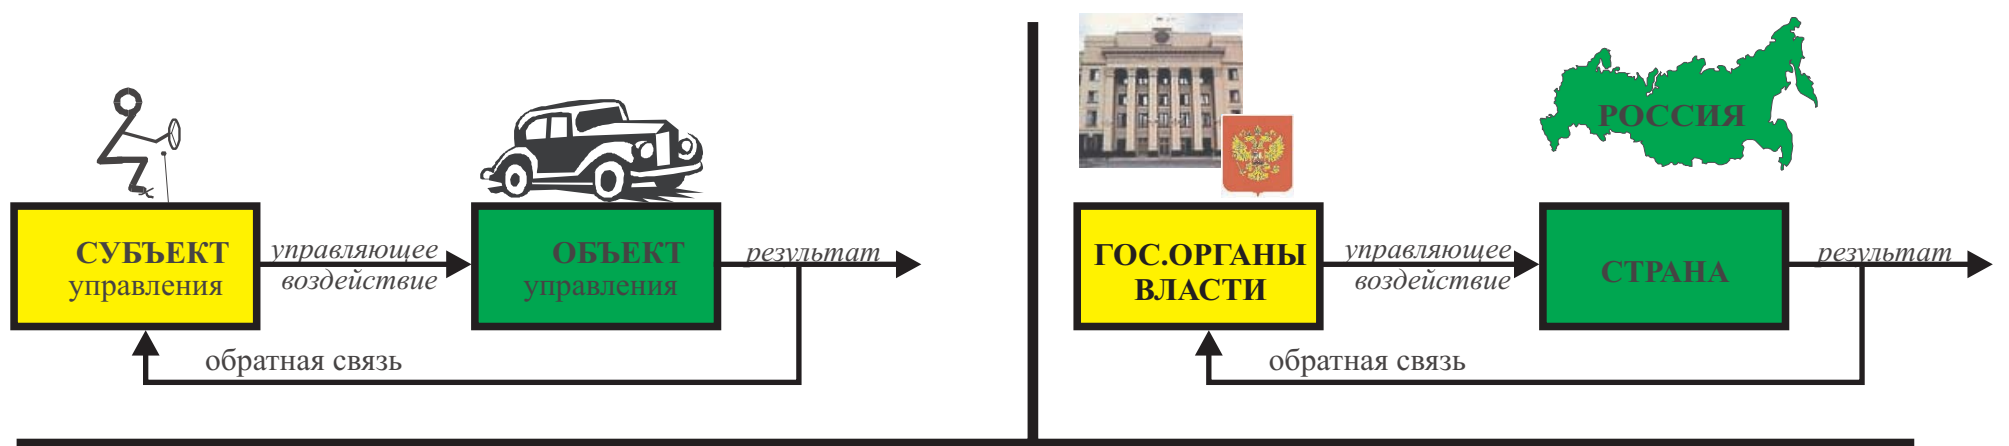 СУБЪЕКТ
управления
управляющее
воздействие
ОБЪЕКТ
управления
результат
обратная связь
РОССИЯ
ГОС.ОРГАНЫ
ВЛАСТИ
управляющее
воздействие
СТРАНА
результат
обратная связь